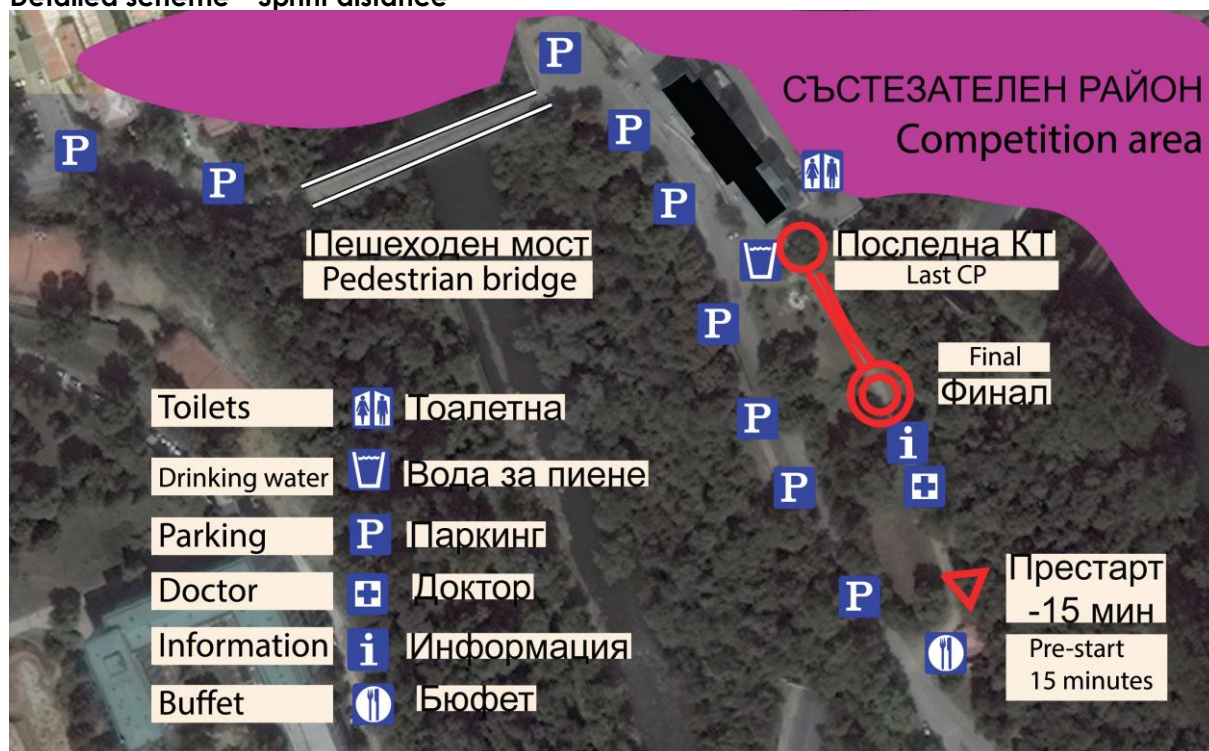 Detailed scheme – Sprint distance
P
P
P
P
P
P
P
P
P
СЪСТЕЗАТЕЛЕН РАЙОН
Competition area
Пешеходен мост
Pedestrian bridge
Последна КТ
Last CP
Final
Финал
i
Toilets
Тоалетна
Drinking water
Вода за пиене
Parking
P
Паркинг
Doctor
Доктор
Information
i
Информация
Buffet
Бюфет
Престарт
-15 мин
Pre-start
15 minutes